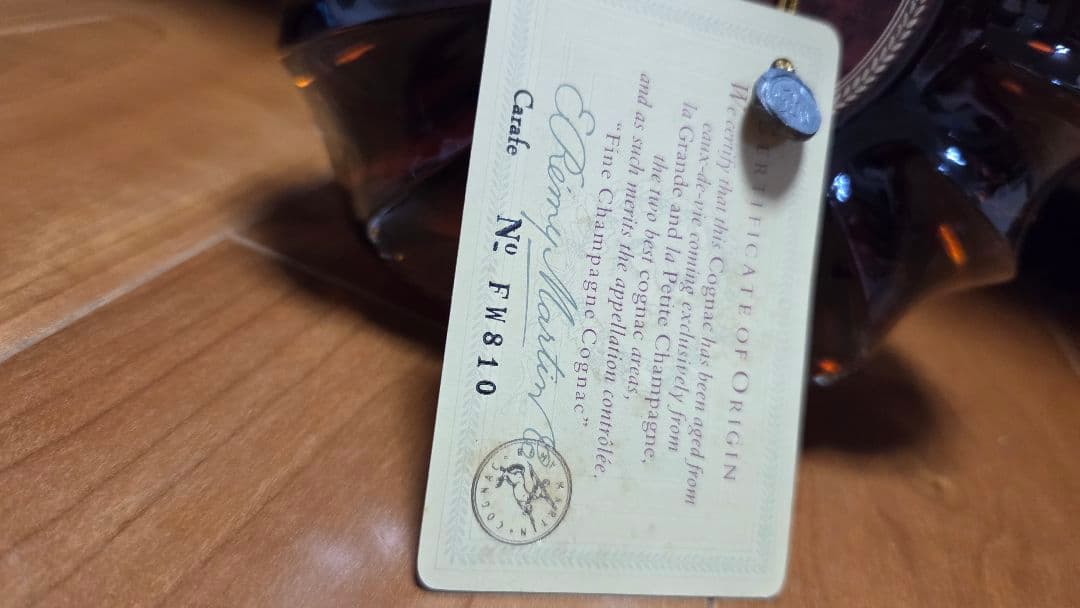 CERTIFICATE OF ORIGIN
We certify that this Cognac has been aged from
eaux-de-vie coming exclusively from
la Grande and la Petite Champagne,
the two best cognac areas,
and as such merits the appellation contrôlée,
"Fine Champagne Cognac"
E. Rémy Martin
Carafe Nº FW810
COGNAC